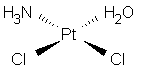 H₃N H₂O
Pt
Cl Cl